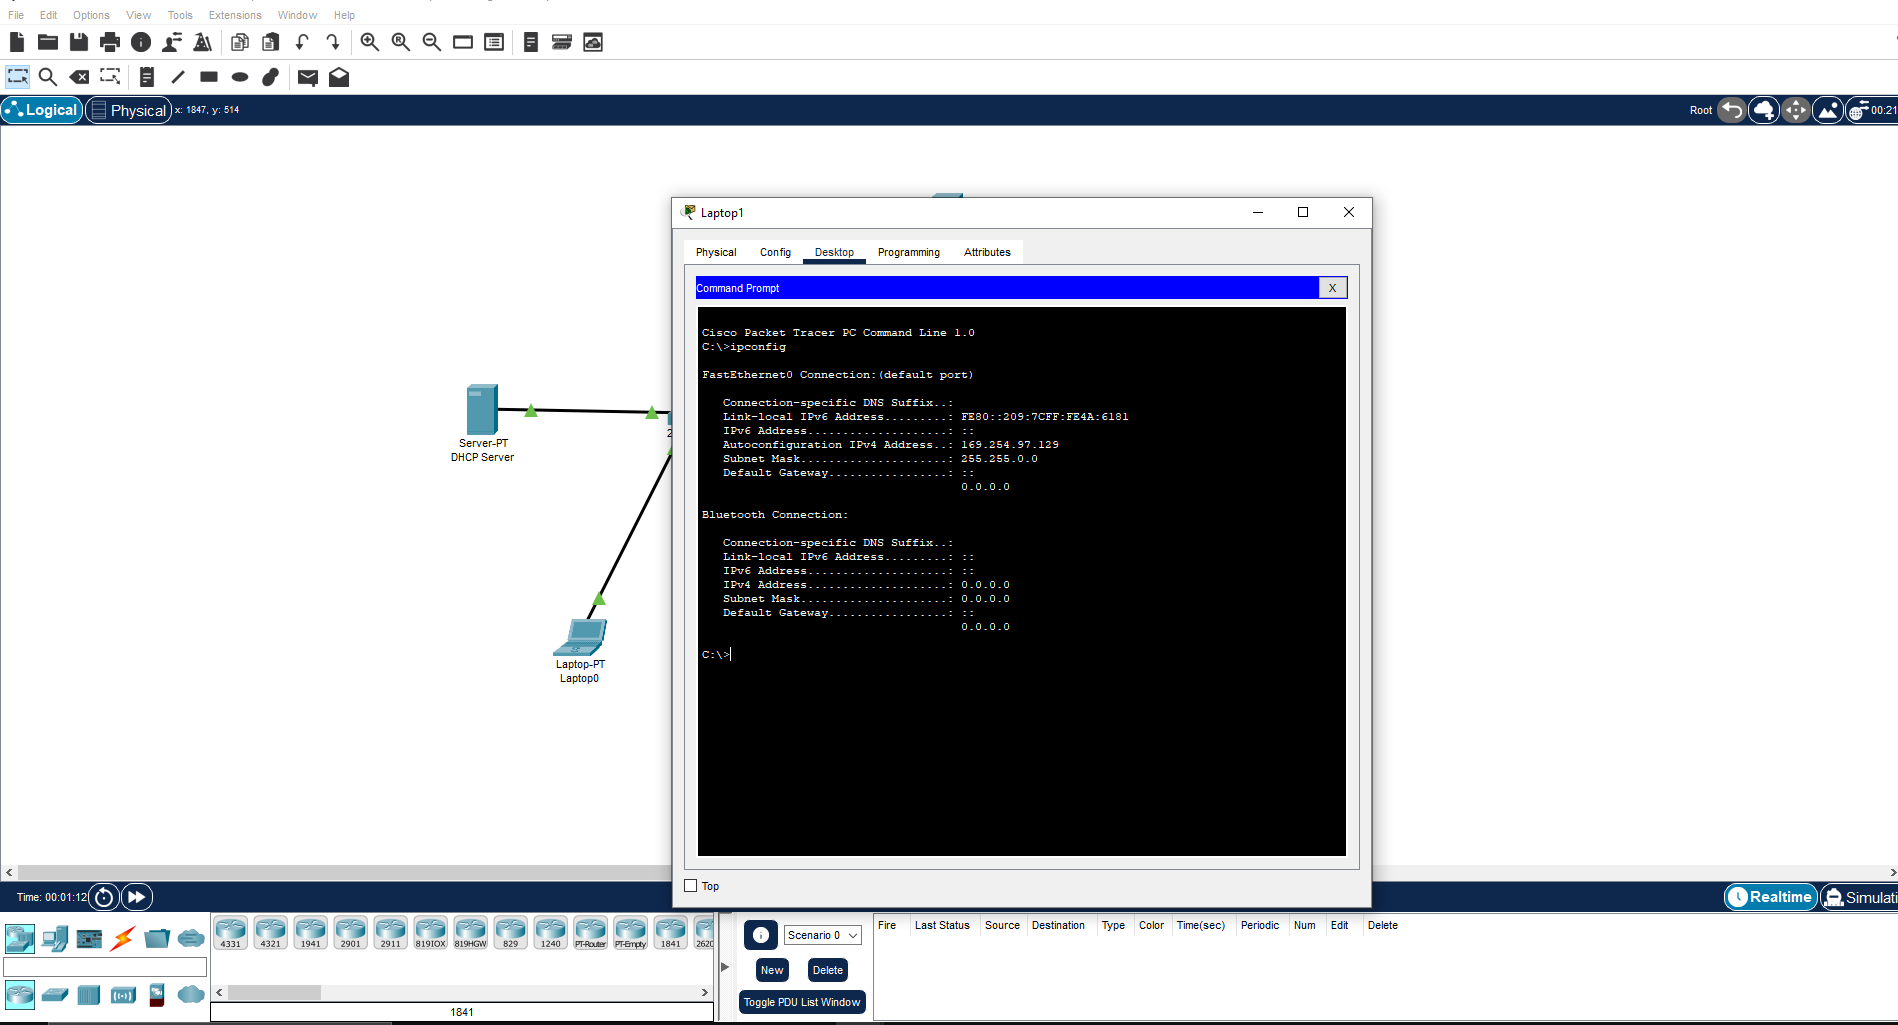 File Edit Options View Tools Extensions Window Help
Logical Physical x: 1847, y: 514 Root 00:21
Laptop1
Physical Config Desktop Programming Attributes
Command Prompt X
Cisco Packet Tracer PC Command Line 1.0
C:\>ipconfig
FastEthernet0 Connection:(default port)
Connection-specific DNS Suffix..:
Link-local IPv6 Address.........: FE80::209:7CFF:FE4A:6181
IPv6 Address....................: ::
Autoconfiguration IPv4 Address..: 169.254.97.129
Subnet Mask.....................: 255.255.0.0
Default Gateway.................: ::
0.0.0.0
Bluetooth Connection:
Connection-specific DNS Suffix..:
Link-local IPv6 Address.........: ::
IPv6 Address....................: ::
IPv4 Address....................: 0.0.0.0
Subnet Mask.....................: 0.0.0.0
Default Gateway.................: ::
0.0.0.0
C:\>
Top
Server-PT
DHCP Server
2
Laptop-PT
Laptop0
Time: 00:01:12 Realtime Simulati
4331 4321 1941 2901 2911 819IOX 819HGW 829 1240 PT-Router PT-Empty 1841 2620
1841
Scenario 0
New Delete
Toggle PDU List Window
Fire Last Status Source Destination Type Color Time(sec) Periodic Num Edit Delete